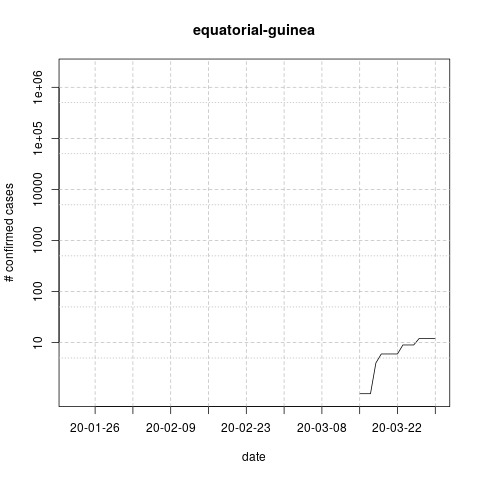 equatorial-guinea
# confirmed cases
1e+06
1e+05
10000
1000
100
10
20-01-26 20-02-09 20-02-23 20-03-08 20-03-22
date